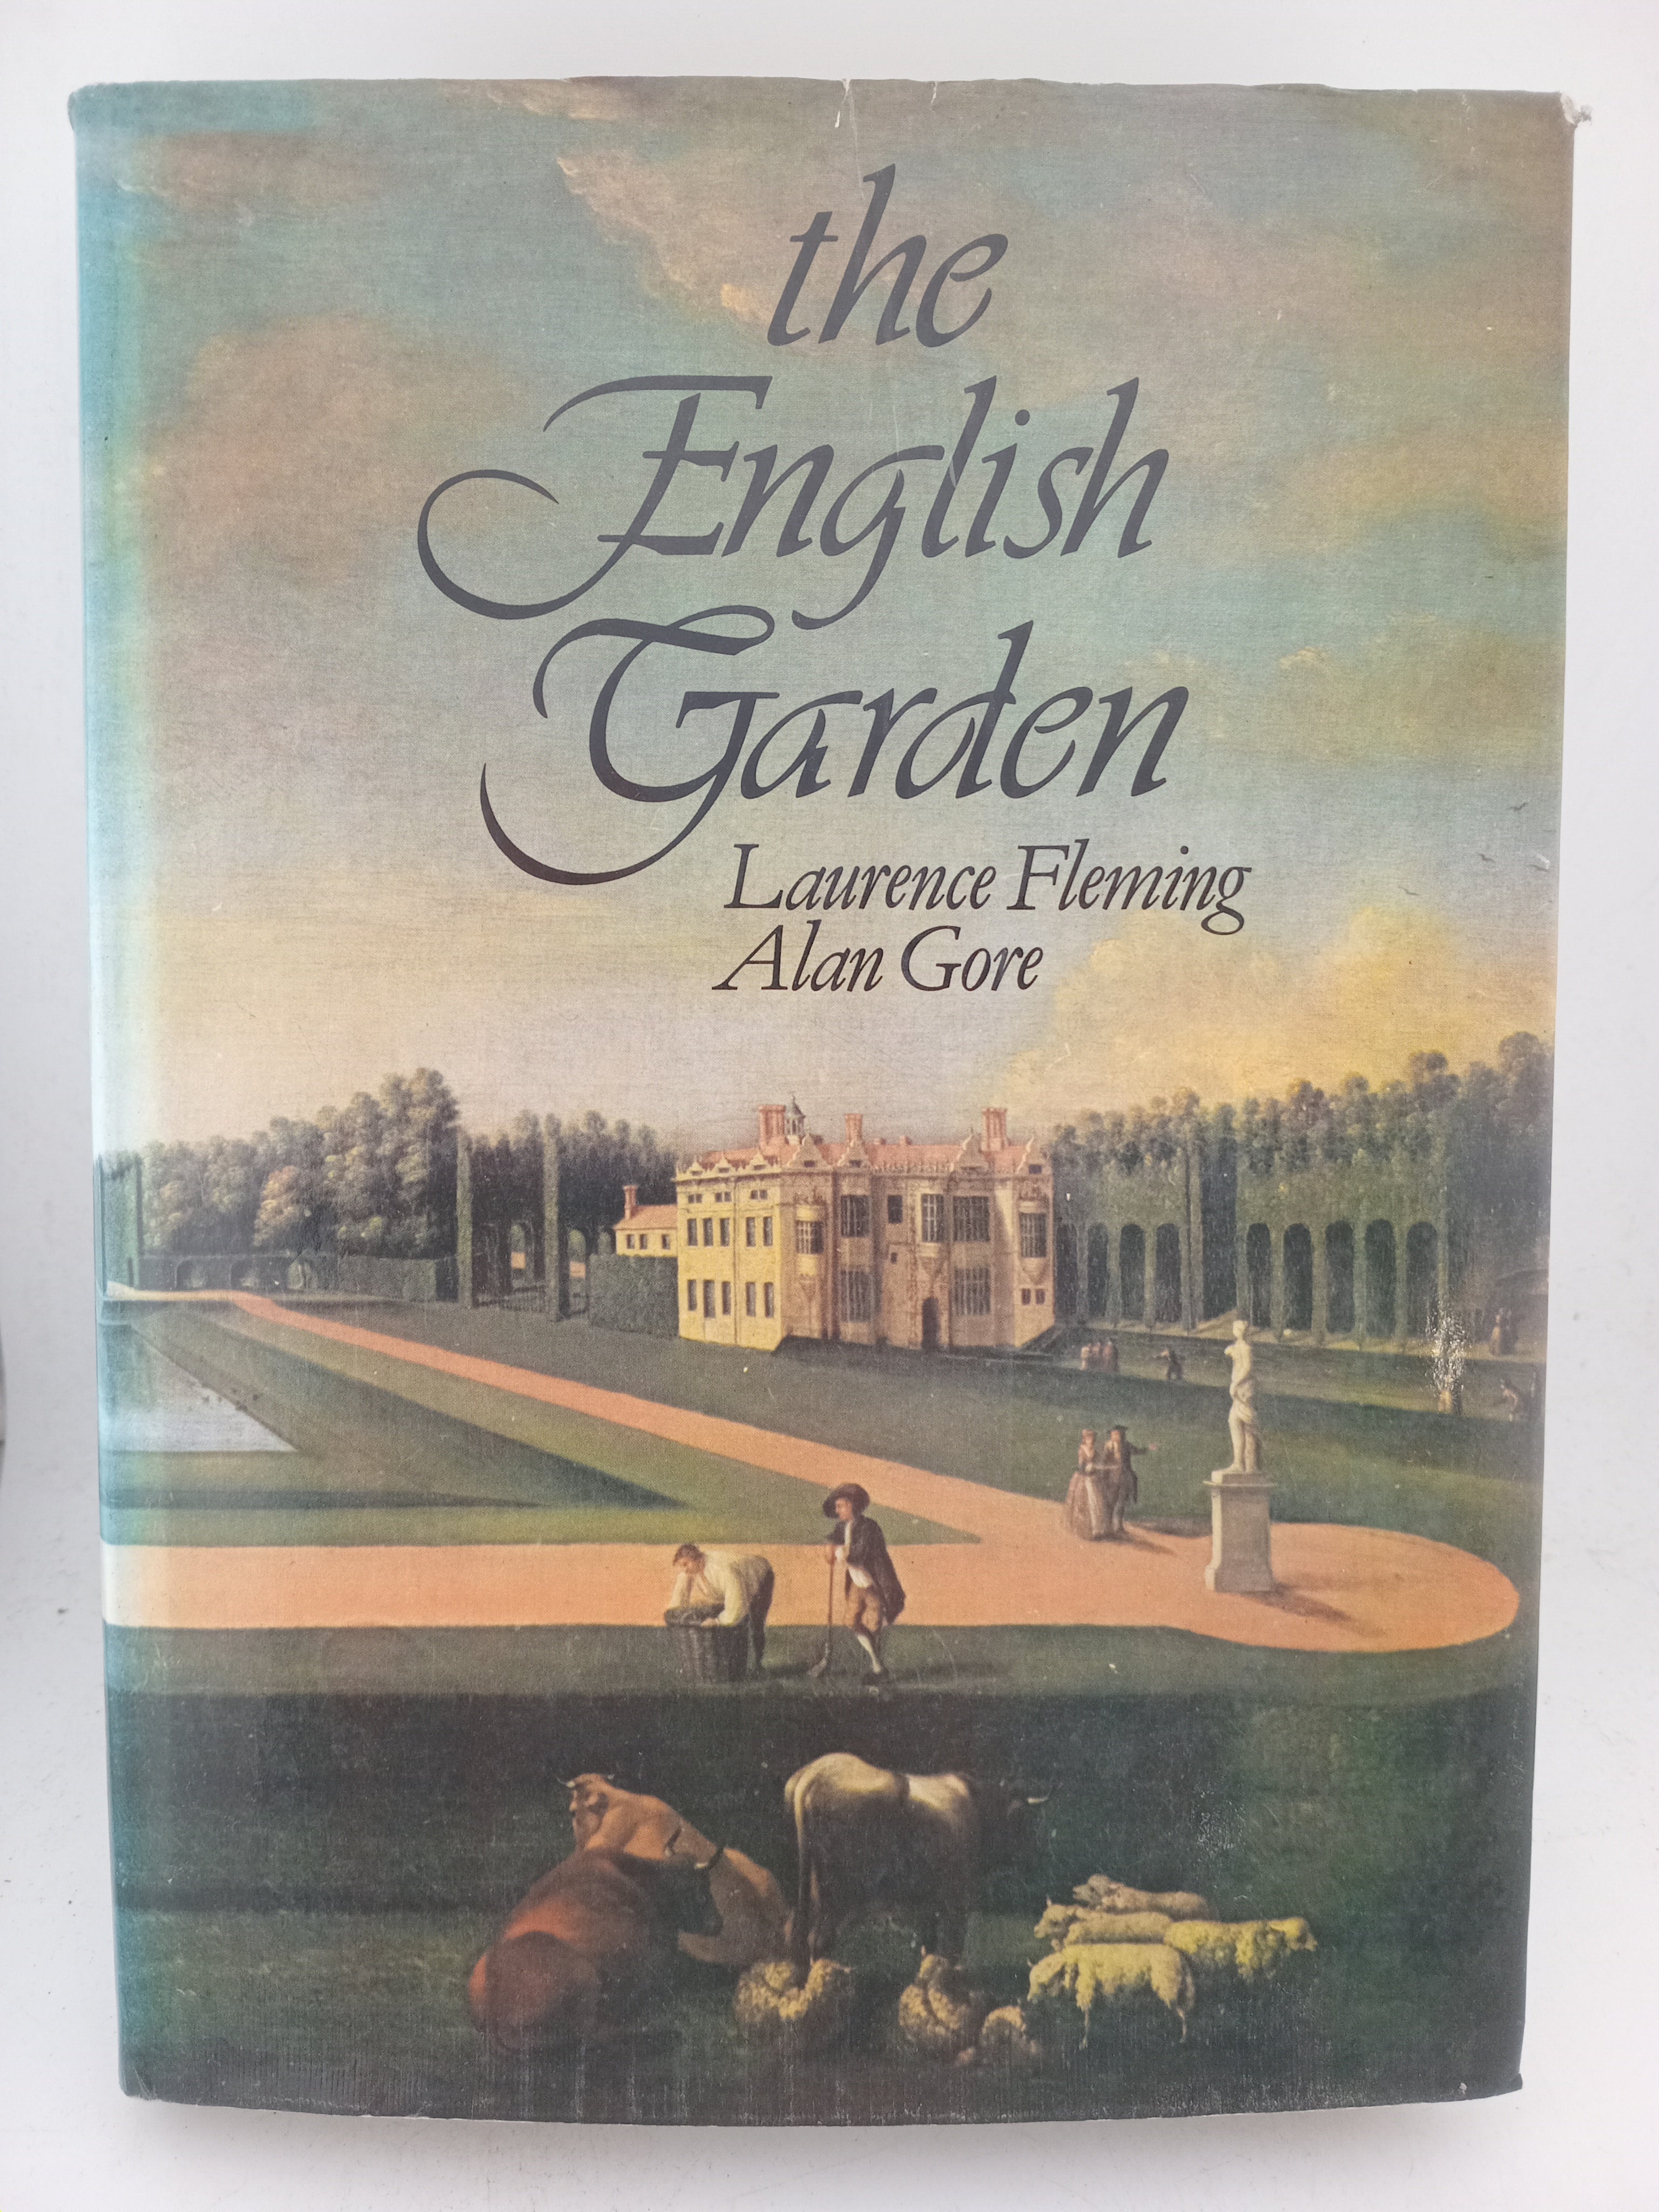 the
English
Garden
Laurence Fleming
Alan Gore